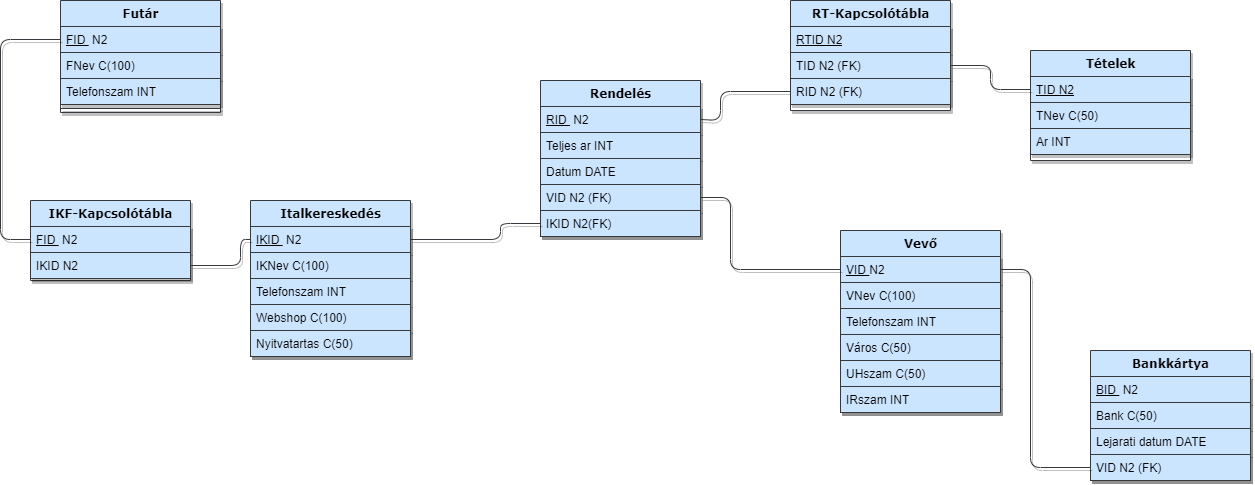 Futár
FID N2
FNev C(100)
Telefonszam INT
IKF-Kapcsolótábla
FID N2
IKID N2
Italkereskedés
IKID N2
IKNev C(100)
Telefonszam INT
Webshop C(100)
Nyitvatartas C(50)
Rendelés
RID N2
Teljes ar INT
Datum DATE
VID N2 (FK)
IKID N2(FK)
RT-Kapcsolótábla
RTID N2
TID N2 (FK)
RID N2 (FK)
Tételek
TID N2
TNev C(50)
Ar INT
Vevő
VID N2
VNev C(100)
Telefonszam INT
Város C(50)
UHszam C(50)
IRszam INT
Bankkártya
BID N2
Bank C(50)
Lejarati datum DATE
VID N2 (FK)